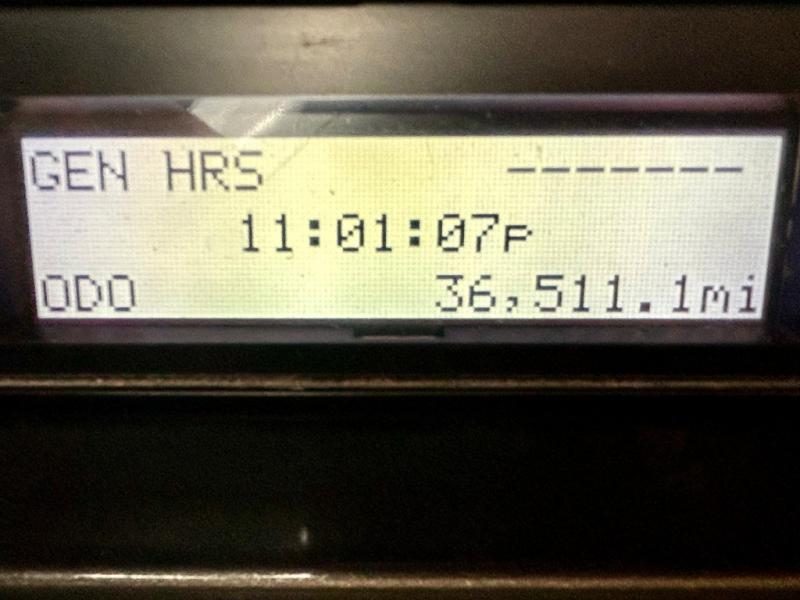 GEN HRS -------
11:01:07P
ODO 36,511.1mi